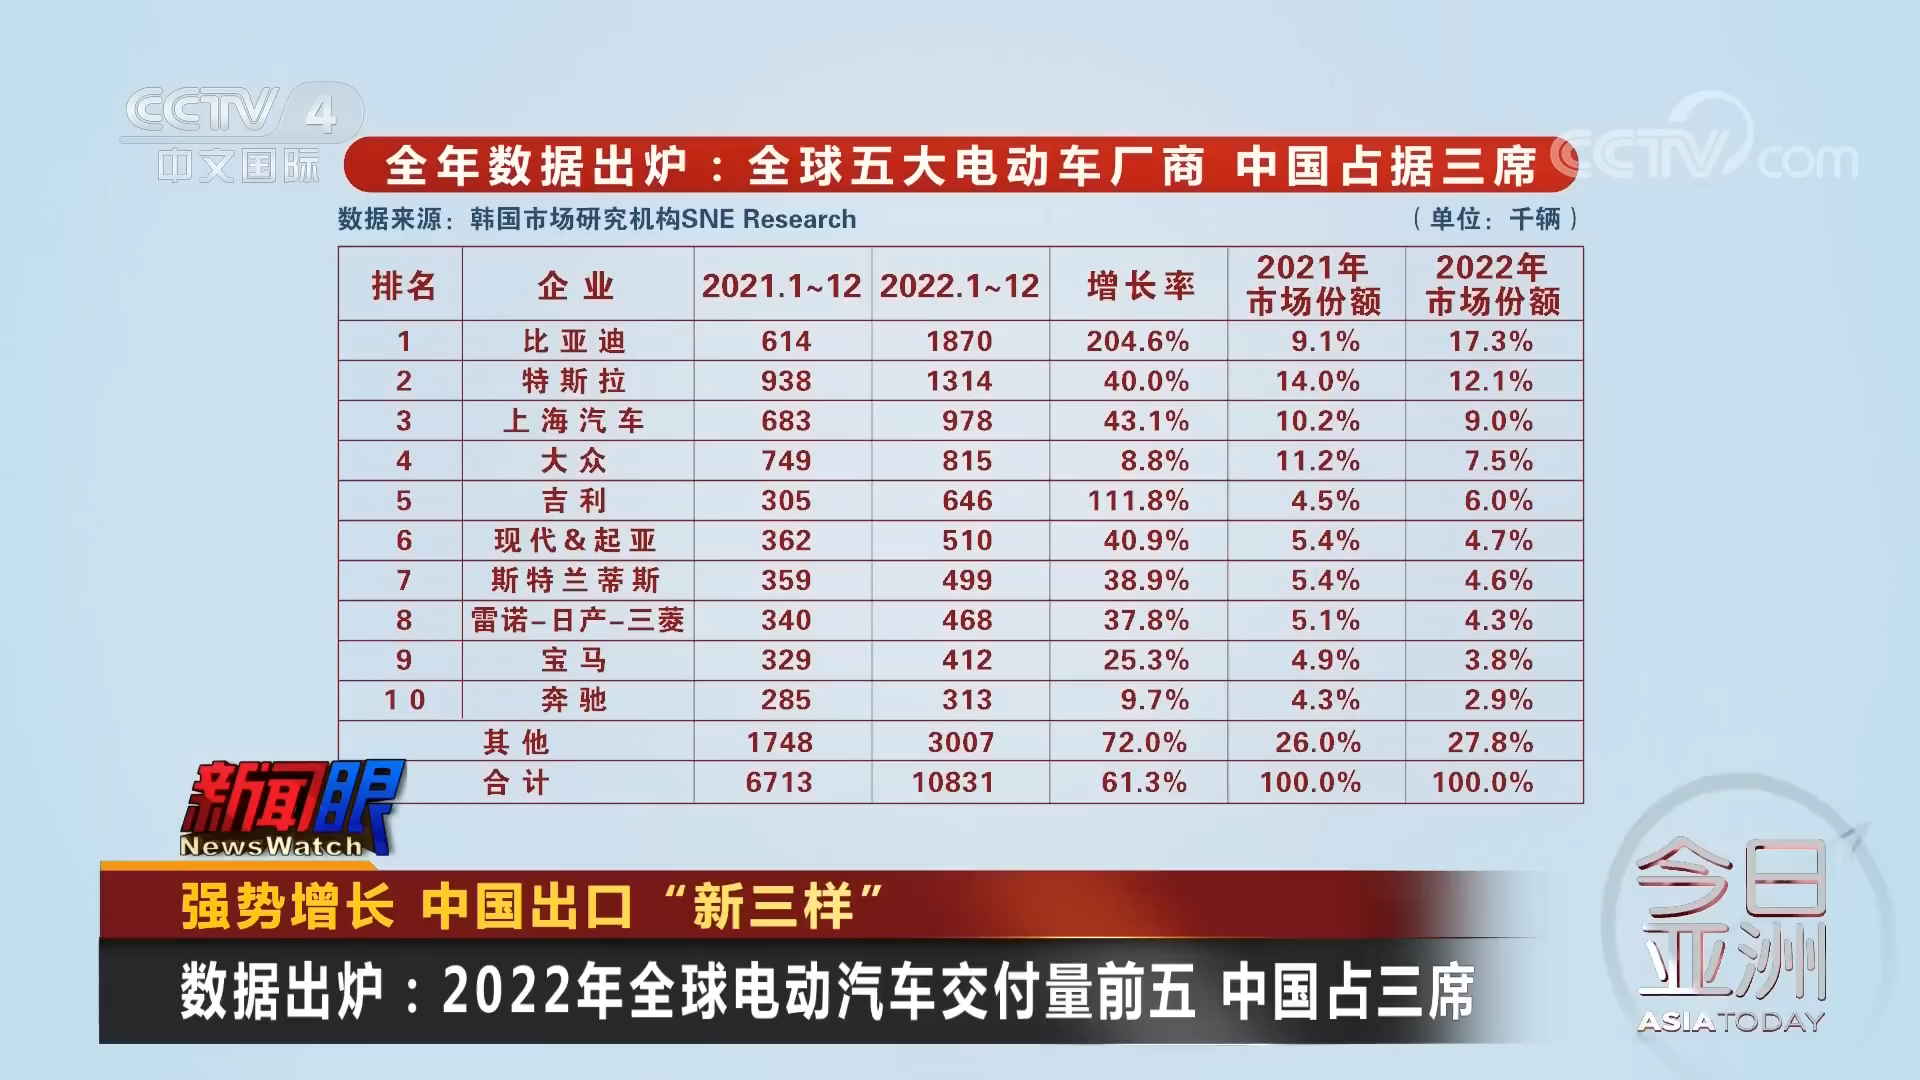 CCTV 4
中文国际
CCTV.com
全年数据出炉：全球五大电动车厂商 中国占据三席
数据来源：韩国市场研究机构SNE Research （单位：千辆）
排名 企业 2021.1~12 2022.1~12 增长率 2021年市场份额 2022年市场份额
1 比亚迪 614 1870 204.6% 9.1% 17.3%
2 特斯拉 938 1314 40.0% 14.0% 12.1%
3 上海汽车 683 978 43.1% 10.2% 9.0%
4 大众 749 815 8.8% 11.2% 7.5%
5 吉利 305 646 111.8% 4.5% 6.0%
6 现代&起亚 362 510 40.9% 5.4% 4.7%
7 斯特兰蒂斯 359 499 38.9% 5.4% 4.6%
8 雷诺-日产-三菱 340 468 37.8% 5.1% 4.3%
9 宝马 329 412 25.3% 4.9% 3.8%
10 奔驰 285 313 9.7% 4.3% 2.9%
其他 1748 3007 72.0% 26.0% 27.8%
合计 6713 10831 61.3% 100.0% 100.0%
新闻眼
NewsWatch
强势增长 中国出口“新三样”
数据出炉：2022年全球电动汽车交付量前五 中国占三席
今日
亚洲
ASIA TODAY